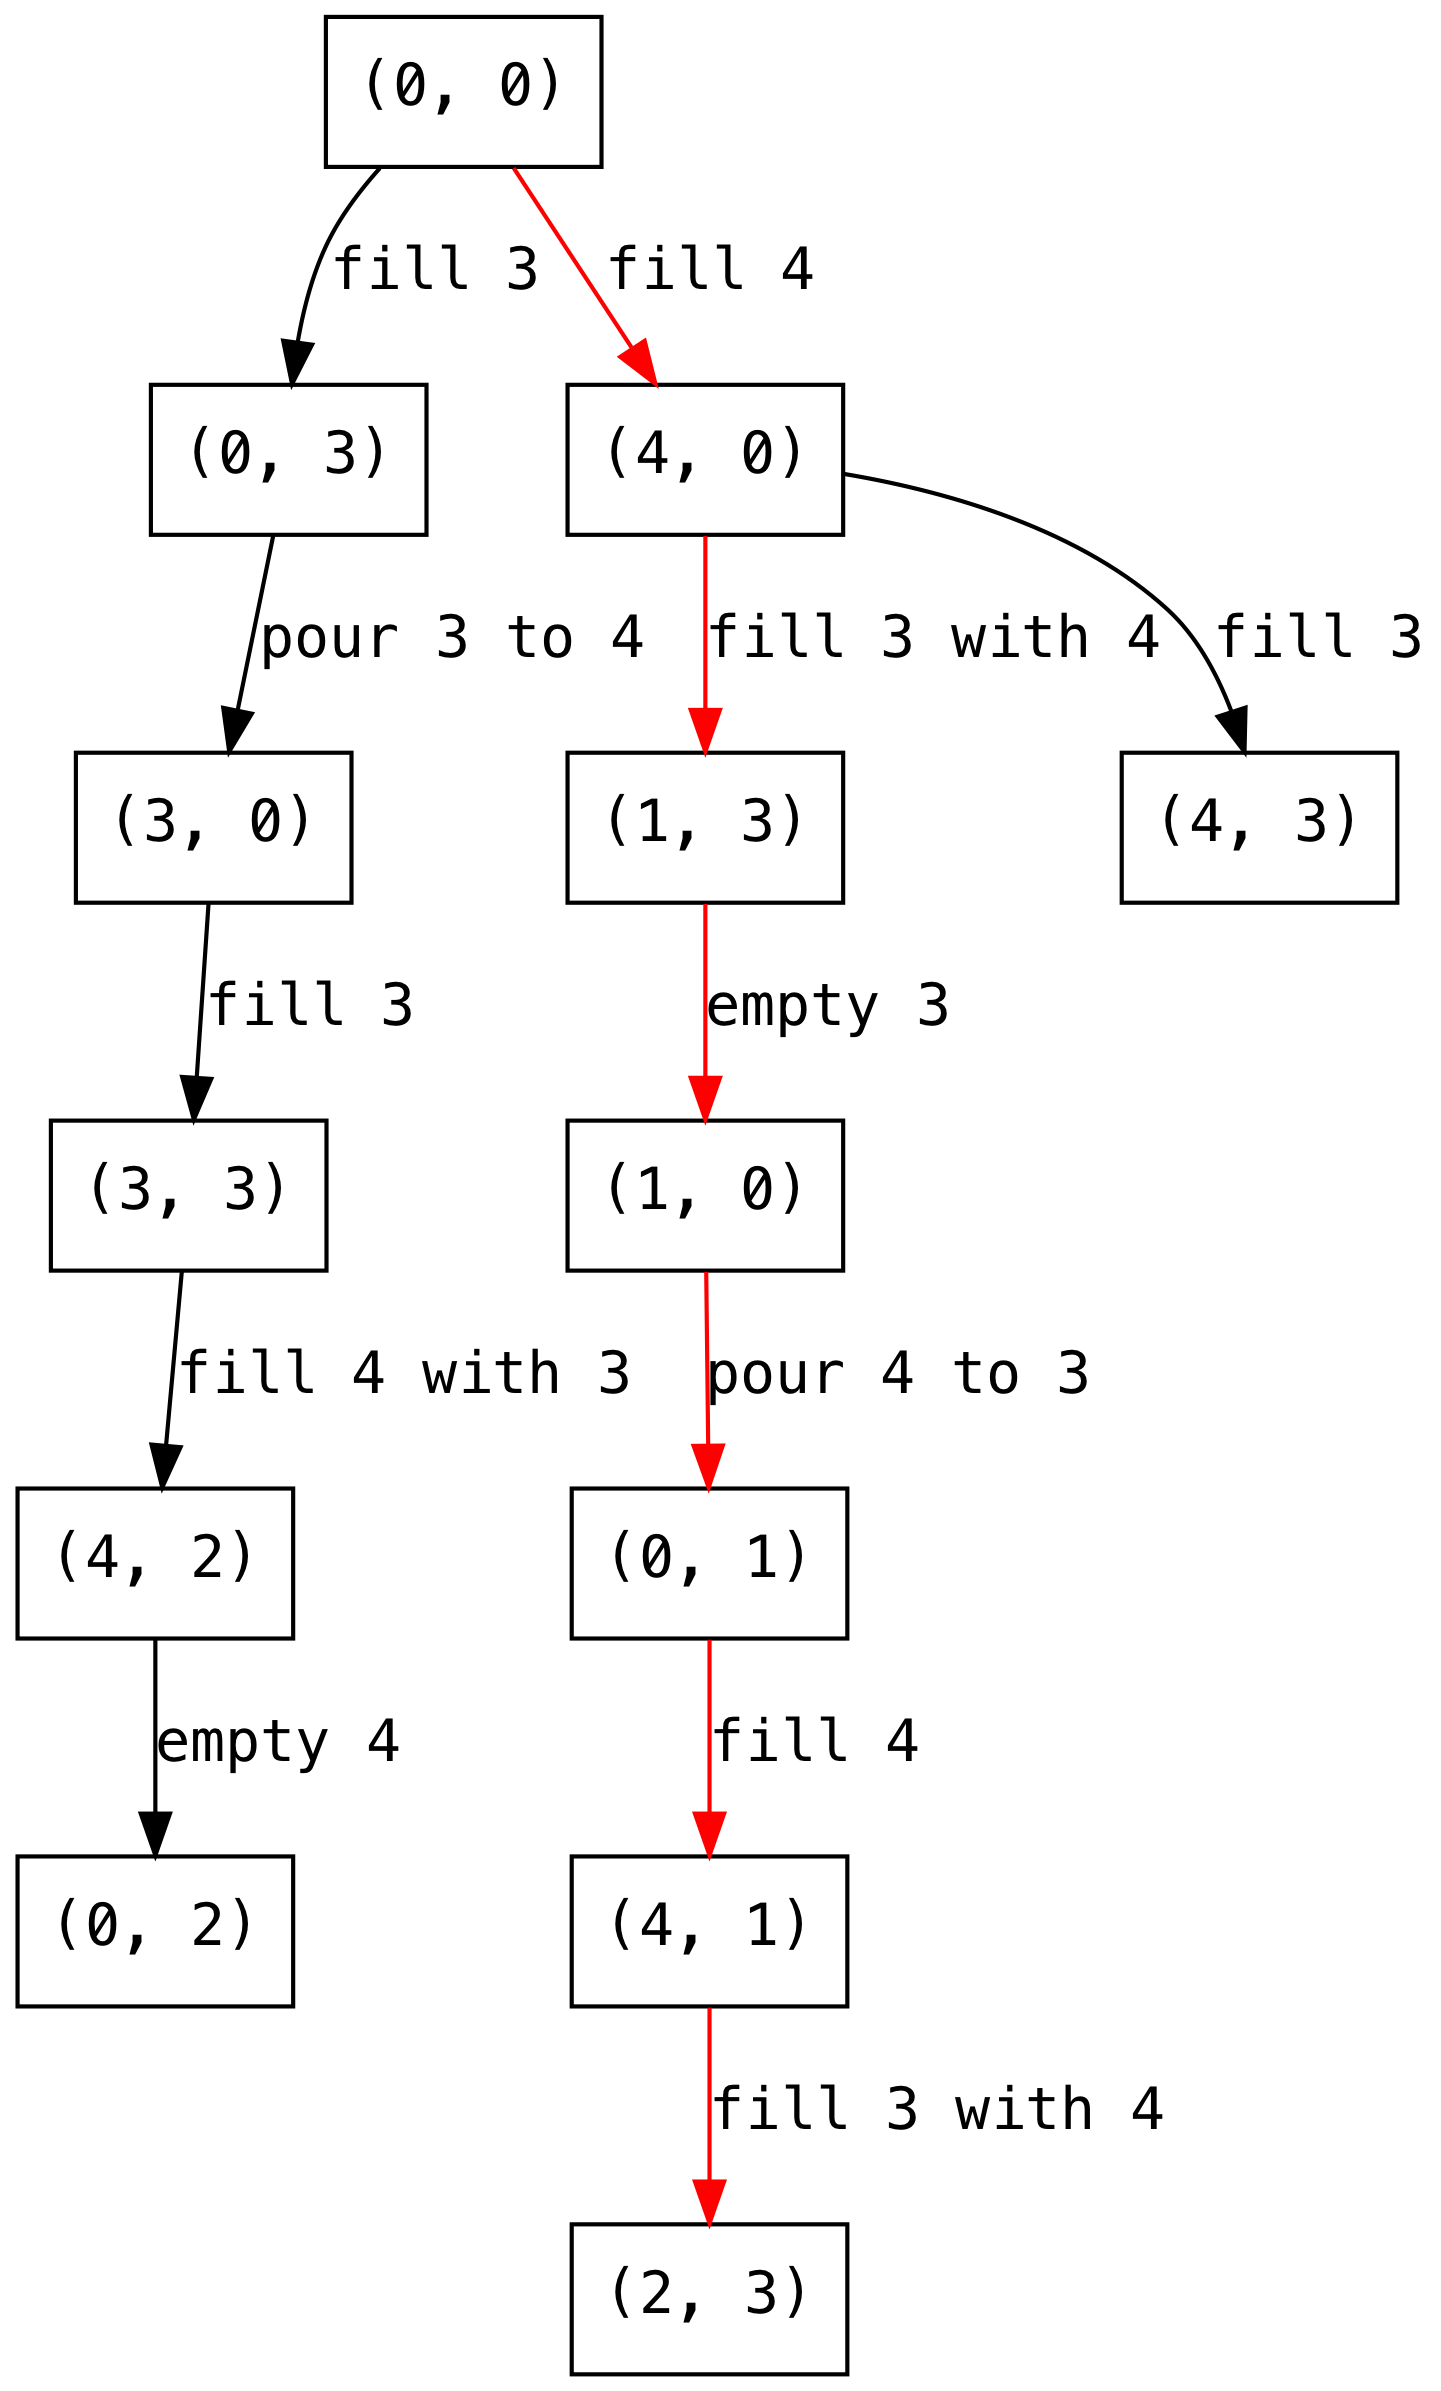 (0, 0)
fill 3
fill 4
(0, 3)
(4, 0)
pour 3 to 4
fill 3 with 4
fill 3
(3, 0)
(1, 3)
(4, 3)
fill 3
empty 3
(3, 3)
(1, 0)
fill 4 with 3
pour 4 to 3
(4, 2)
(0, 1)
empty 4
fill 4
(0, 2)
(4, 1)
fill 3 with 4
(2, 3)